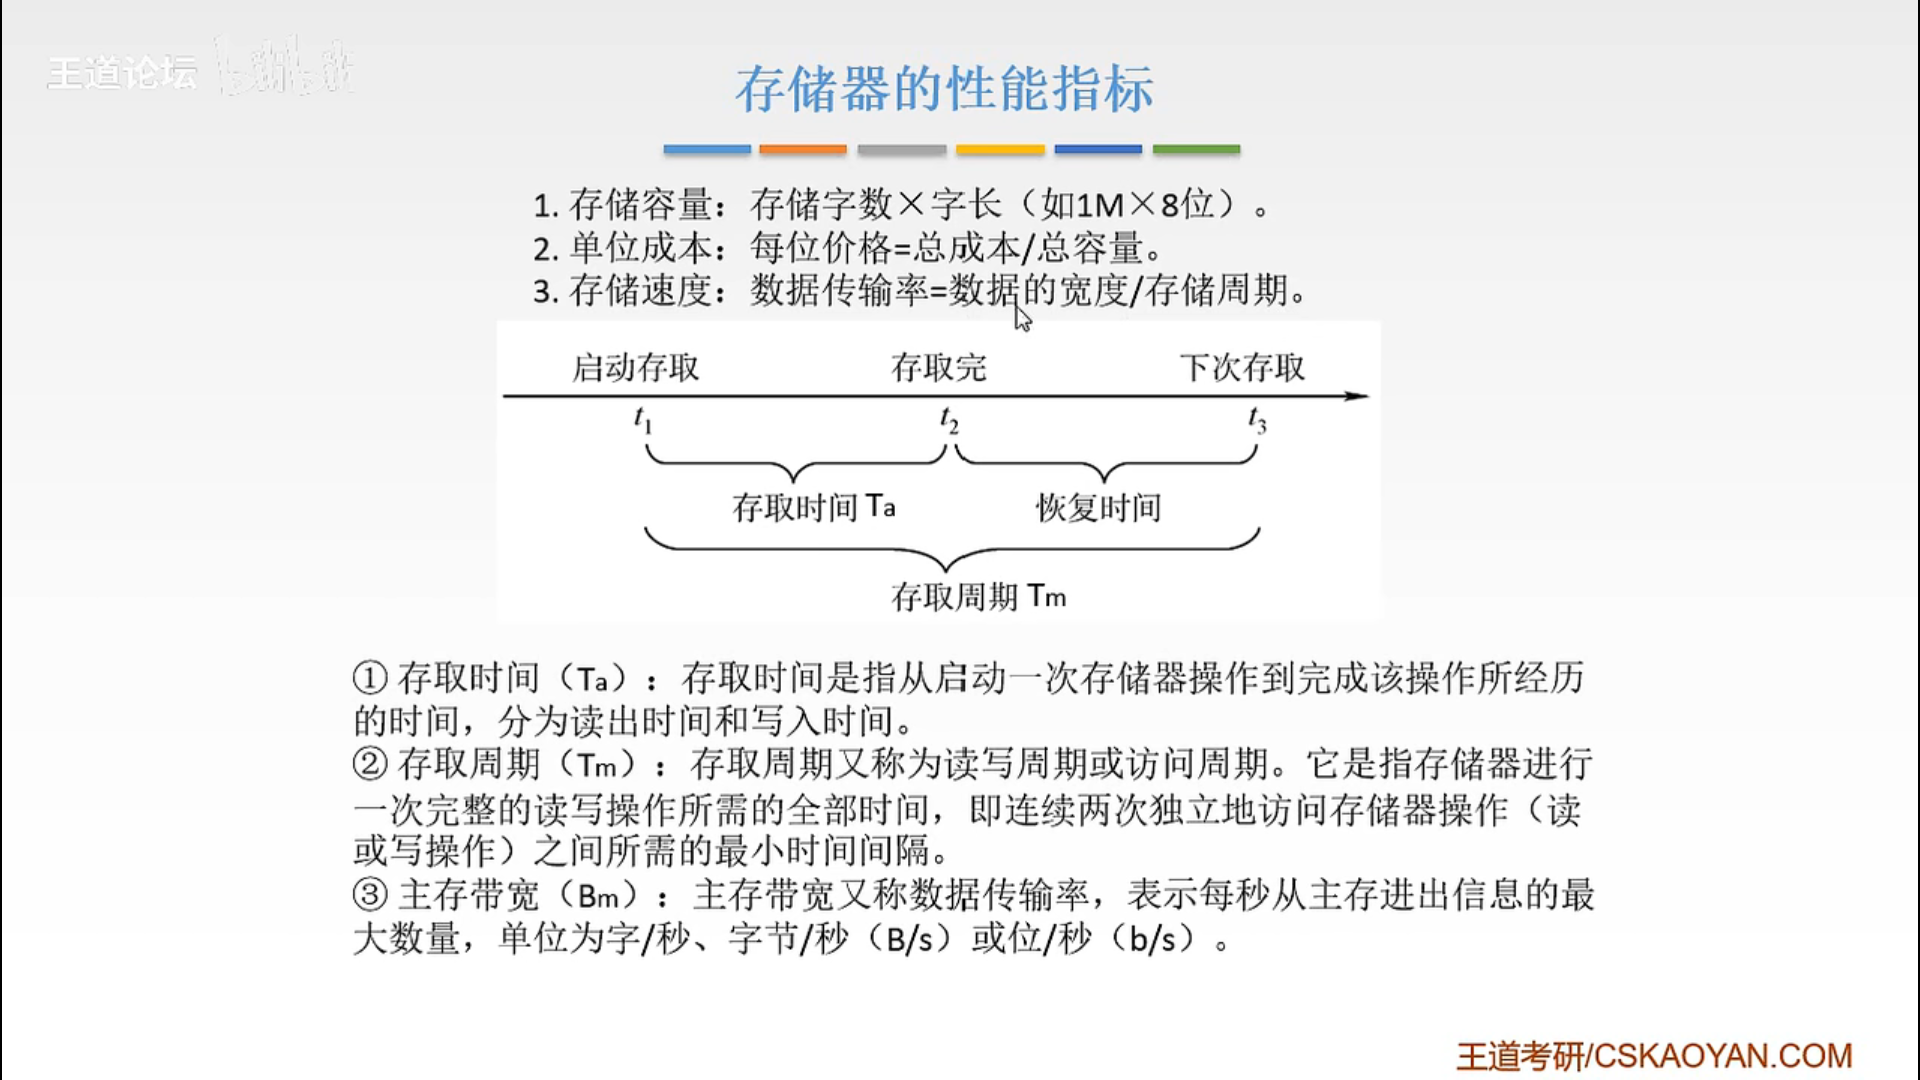 王道论坛 bilibili
存储器的性能指标
1. 存储容量：存储字数×字长（如1M×8位）。
2. 单位成本：每位价格=总成本/总容量。
3. 存储速度：数据传输率=数据的宽度/存储周期。
启动存取 存取完 下次存取
t1 t2 t3
存取时间 Ta 恢复时间
存取周期 Tm
① 存取时间（Ta）：存取时间是指从启动一次存储器操作到完成该操作所经历
的时间，分为读出时间和写入时间。
② 存取周期（Tm）：存取周期又称为读写周期或访问周期。它是指存储器进行
一次完整的读写操作所需的全部时间，即连续两次独立地访问存储器操作（读
或写操作）之间所需的最小时间间隔。
③ 主存带宽（Bm）：主存带宽又称数据传输率，表示每秒从主存进出信息的最
大数量，单位为字/秒、字节/秒（B/s）或位/秒（b/s）。
王道考研/CSKAOYAN.COM